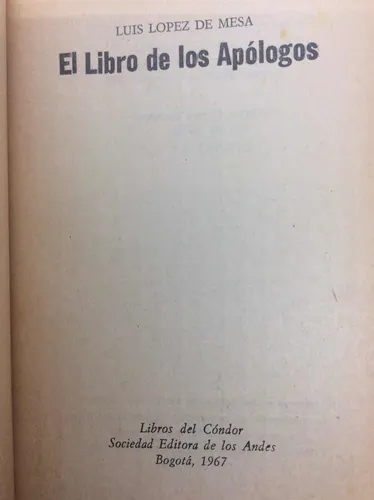 LUIS LOPEZ DE MESA
El Libro de los Apólogos
Libros del Cóndor
Sociedad Editora de los Andes
Bogotá, 1967